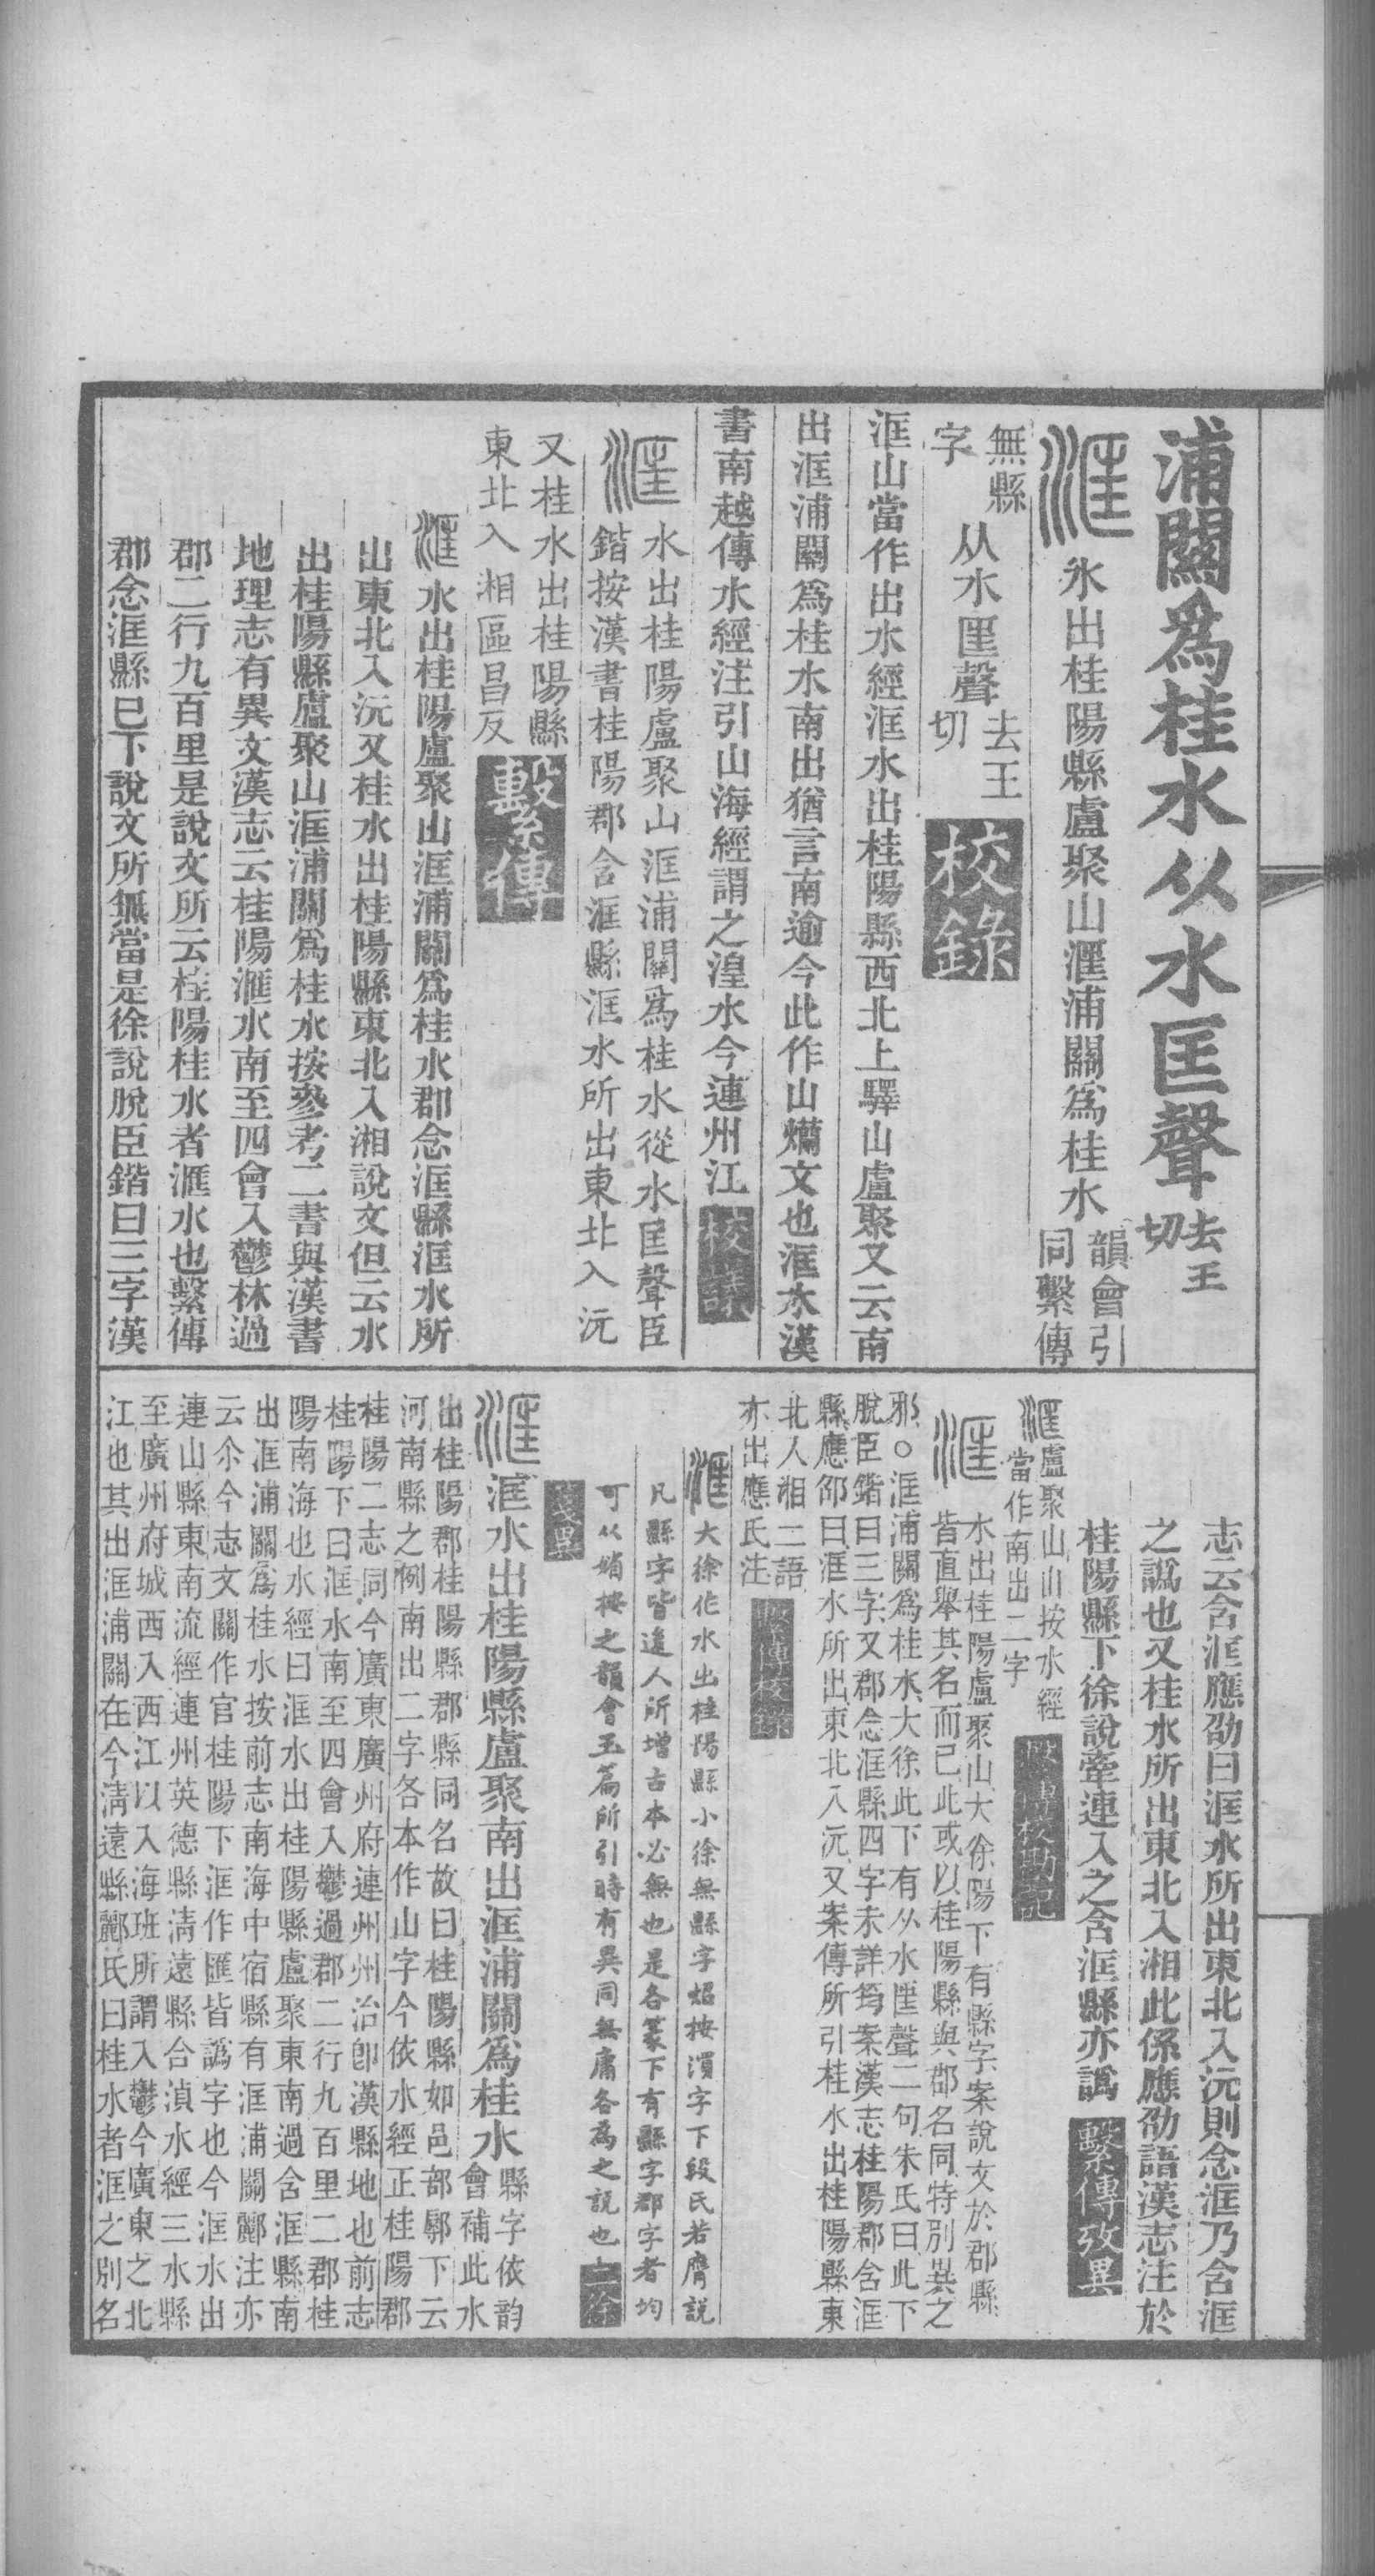 浦關爲桂水从水匡聲去王切
洭水出桂陽縣盧聚山洭浦關爲桂水韻會引同繫傳
無縣字从水匡聲去王切校錄
洭山當作出水經洭水出桂陽縣西北上驛山盧聚又云南
出洭浦關爲桂水南出猶言南逾今此作山爛文也洭水漢
書南越傳水經注引山海經謂之湟水今連州江
洭水出桂陽盧聚山洭浦關爲桂水從水匡聲臣
鍇按漢書桂陽郡含洭縣洭水所出東北入沅
又桂水出桂陽縣
東北入湘區昌反繫傳
洭水出桂陽盧聚山洭浦關爲桂水郡念洭縣洭水所
出東北入沅又桂水出桂陽縣東北入湘說文但云水
出桂陽縣盧聚山洭浦關爲桂水按參考二書與漢書
地理志有異文漢志云桂陽滙水南至四會入鬱林過
郡二行九百里是說文所云桂陽桂水者滙水也繫傳
郡念洭縣已下說文所無當是徐說脫臣鍇曰三字漢
志云含洭應劭曰洭水所出東北入沅則念洭乃含洭
之譌也又桂水所出東北入湘此係應劭語漢志注於
桂陽縣下徐說牽連入之含洭縣亦譌繫傳攷異
洭盧聚山山按水經
當作南出二字繫傳校勘記
洭水出桂陽盧聚山大徐陽下有縣字案說文於郡縣
皆直舉其名而已此或以桂陽縣與郡名同特別異之
邪○洭浦關爲桂水大徐此下有从水匡聲二句朱氏曰此下
脫臣鍇曰三字又郡念洭縣四字未詳筠案漢志桂陽郡含洭
縣應邵曰洭水所出東北入沅又案傳所引桂水出桂陽縣東
北入湘二語
亦出應氏注繫傳校錄
洭大徐作水出桂陽縣小徐無縣字紹按溳字下段氏若膺說
凡縣字皆後人所增古本必無也是各篆下有縣字郡字者均
可从婼按之韻會玉篇所引時有異同無庸各爲之說也二徐
箋異
洭洭水出桂陽縣盧聚南出洭浦關爲桂水縣字依韵會補此水
出桂陽郡桂陽縣郡縣同名故曰桂陽縣如邑部鄏下云
河南縣之例南出二字各本作山字今依水經正桂陽郡
桂陽二志同今廣東廣州府連州州治卽漢縣地也前志
桂陽下曰洭水南至四會入鬱過郡二行九百里二郡桂
陽南海也水經曰洭水出桂陽縣盧聚東南過含洭縣南
出洭浦關爲桂水按前志南海中宿縣有洭浦關酈注亦
云尒今志文關作官桂陽下洭作匯皆譌字也今洭水出
連山縣東南流經連州英德縣淸遠縣合湞水經三水縣
至廣州府城西入西江以入海班所謂入鬱今廣東之北
江也其出洭浦關在今淸遠縣酈氏曰桂水者洭之別名